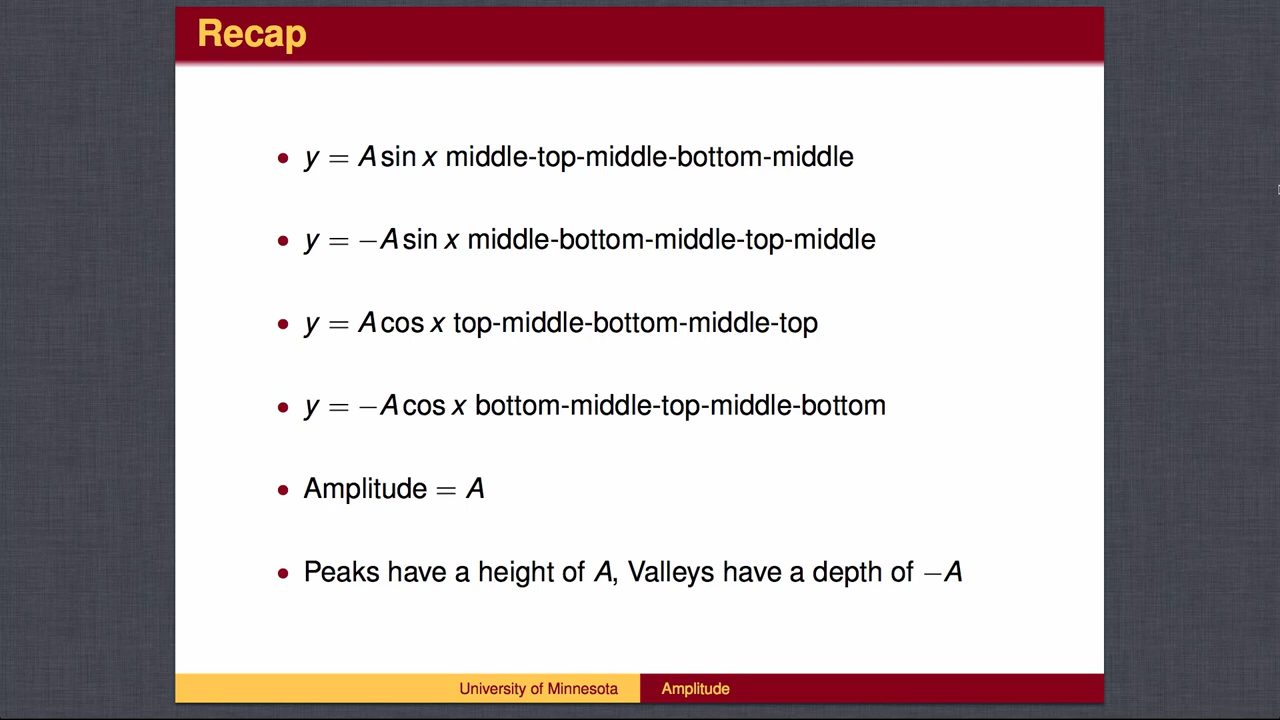 Recap
• y = A sin x middle-top-middle-bottom-middle
• y = −A sin x middle-bottom-middle-top-middle
• y = A cos x top-middle-bottom-middle-top
• y = −A cos x bottom-middle-top-middle-bottom
• Amplitude = A
• Peaks have a height of A, Valleys have a depth of −A
University of Minnesota Amplitude